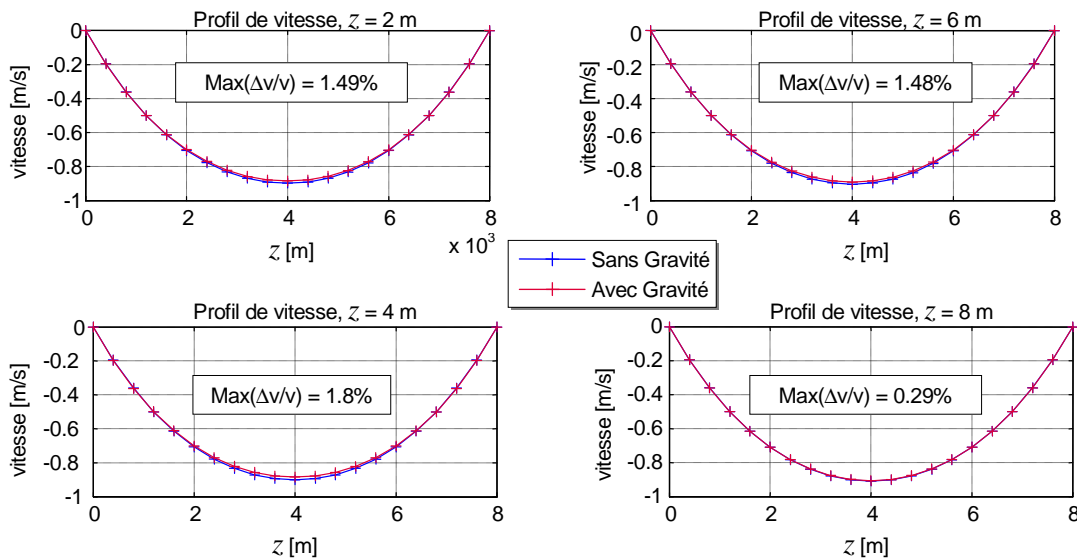 Profil de vitesse, z = 2 m
0
-0.2
-0.4
-0.6
-0.8
-1
vitesse [m/s]
Max(Δv/v) = 1.49%
0 2 4 6 8
z [m]
x 10³
Profil de vitesse, z = 6 m
0
-0.2
-0.4
-0.6
-0.8
-1
vitesse [m/s]
Max(Δv/v) = 1.48%
0 2 4 6 8
z [m]
Sans Gravité
Avec Gravité
Profil de vitesse, z = 4 m
0
-0.2
-0.4
-0.6
-0.8
-1
vitesse [m/s]
Max(Δv/v) = 1.8%
0 2 4 6 8
z [m]
Profil de vitesse, z = 8 m
0
-0.2
-0.4
-0.6
-0.8
-1
vitesse [m/s]
Max(Δv/v) = 0.29%
0 2 4 6 8
z [m]